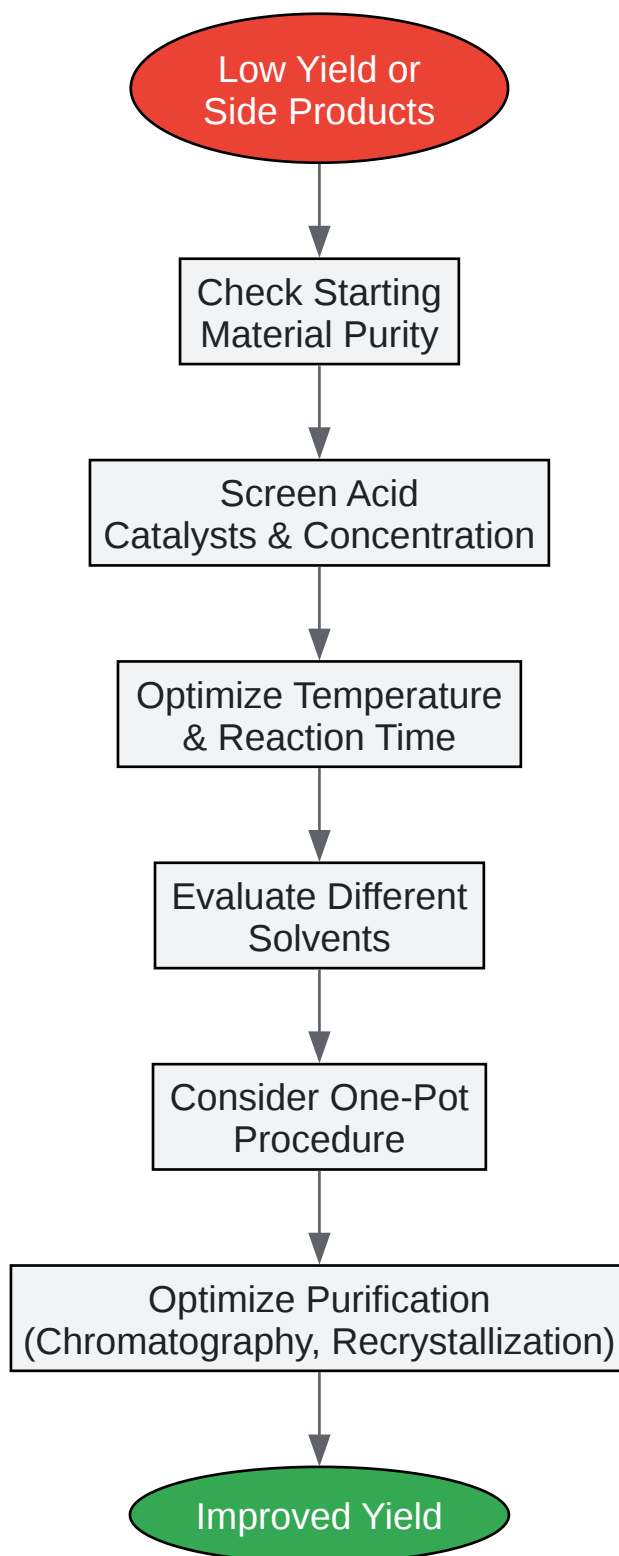 Low Yield or
Side Products
Check Starting
Material Purity
Screen Acid
Catalysts & Concentration
Optimize Temperature
& Reaction Time
Evaluate Different
Solvents
Consider One-Pot
Procedure
Optimize Purification
(Chromatography, Recrystallization)
Improved Yield